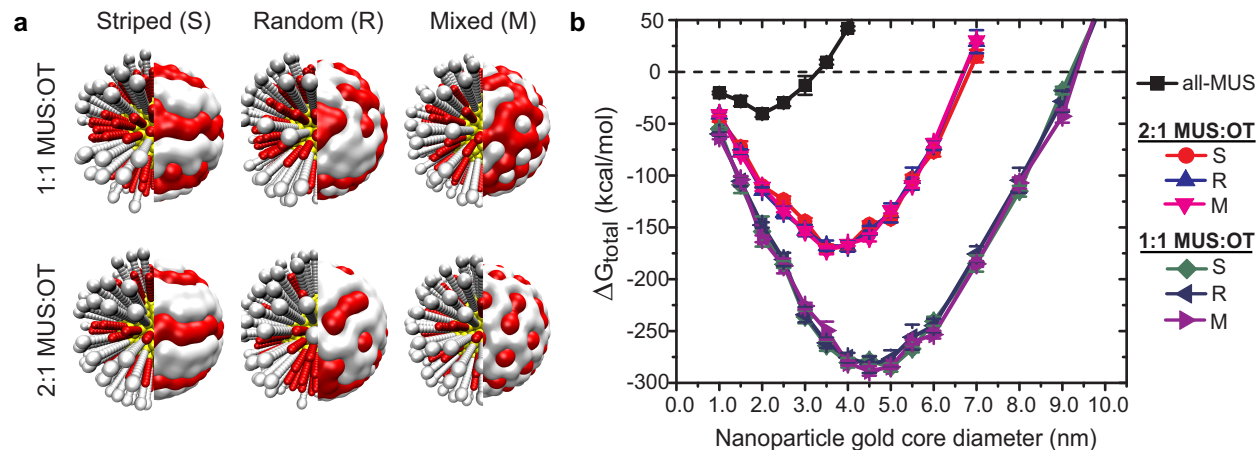 a
Striped (S) Random (R) Mixed (M)
1:1 MUS:OT
2:1 MUS:OT
b
ΔGtotal (kcal/mol)
50
0
-50
-100
-150
-200
-250
-300
0.0 1.0 2.0 3.0 4.0 5.0 6.0 7.0 8.0 9.0 10.0
Nanoparticle gold core diameter (nm)
all-MUS
2:1 MUS:OT
S
R
M
1:1 MUS:OT
S
R
M